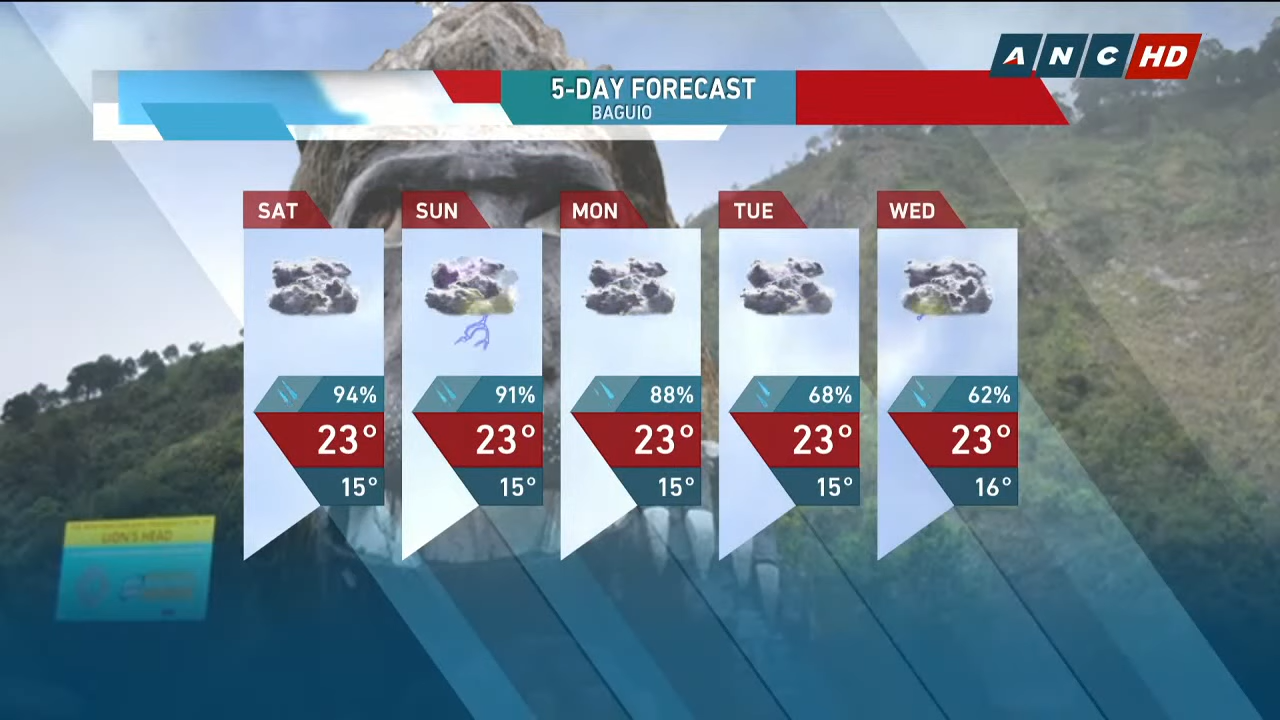 ANC HD
5-DAY FORECAST
BAGUIO
SAT SUN MON TUE WED
94% 91% 88% 68% 62%
23° 23° 23° 23° 23°
15° 15° 15° 15° 16°
LION'S HEAD